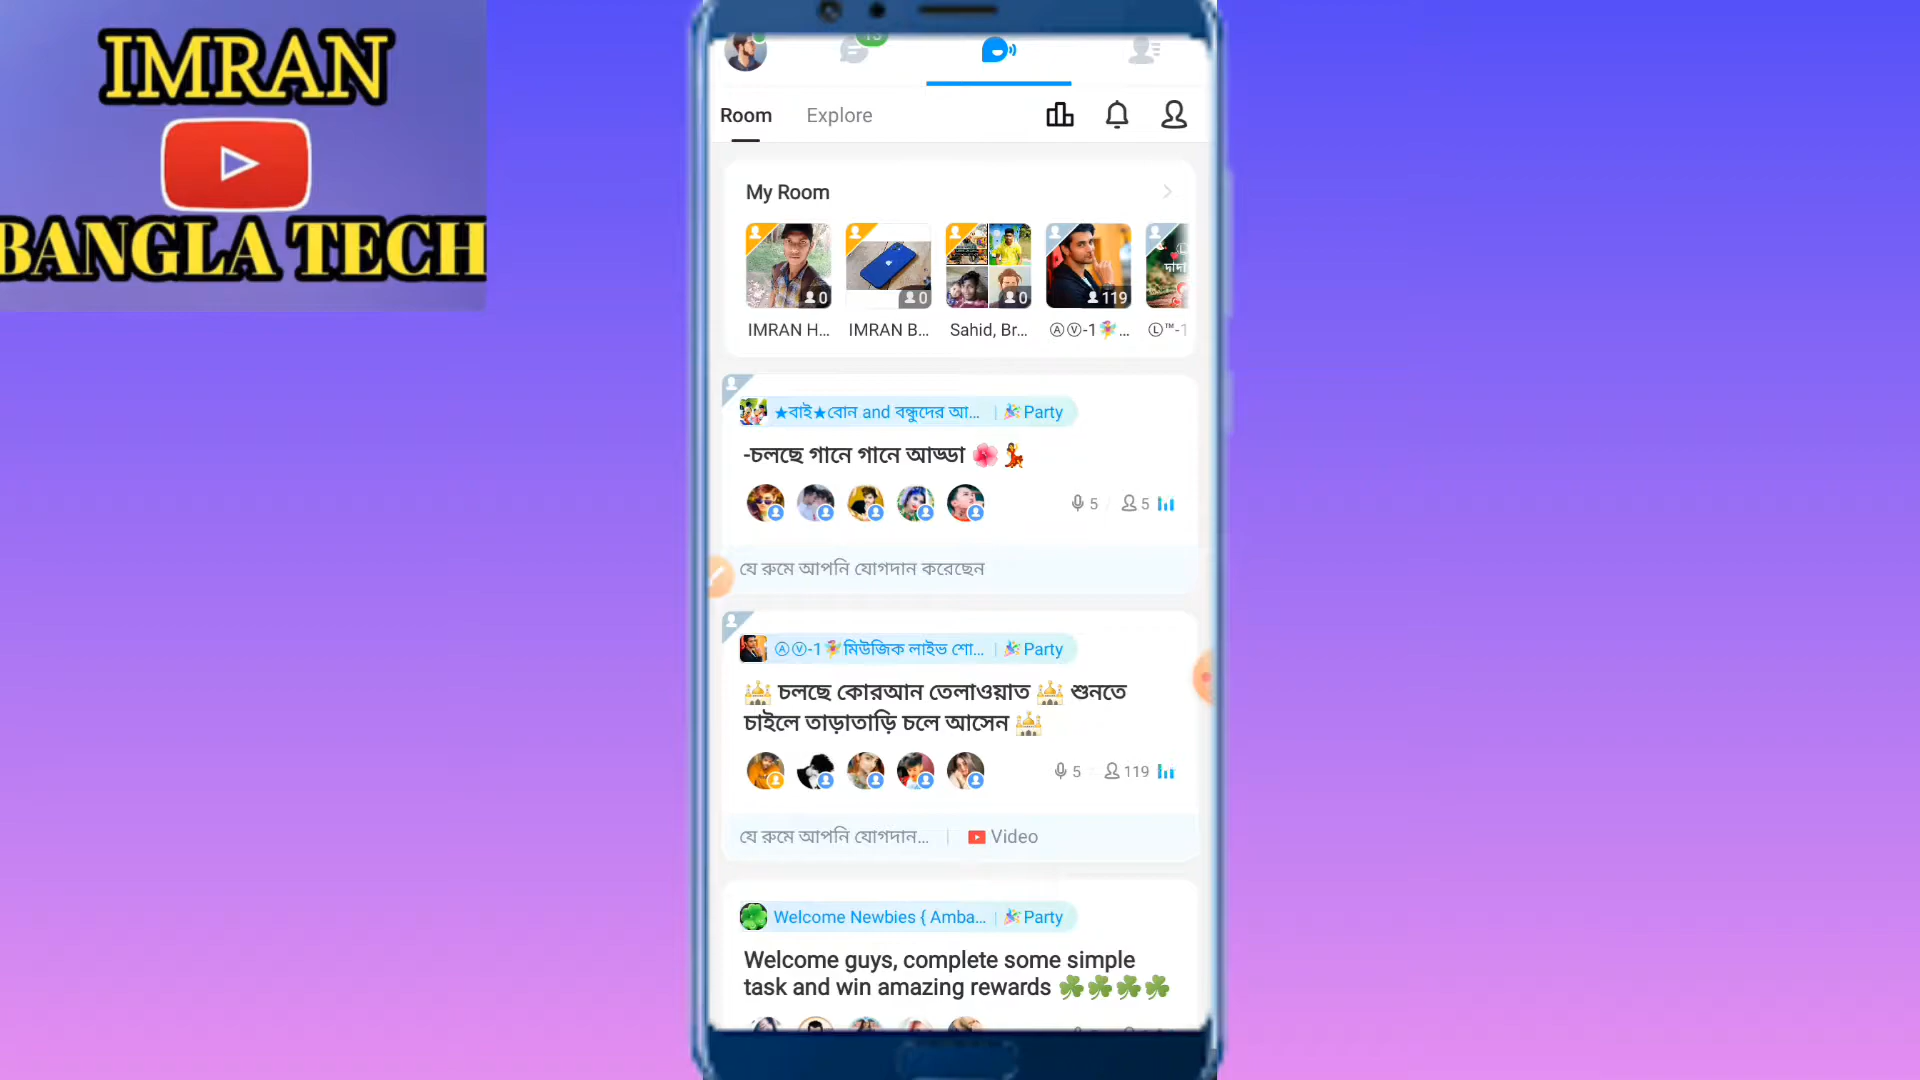 IMRAN
BANGLA TECH
Room Explore
My Room
0 0 0 119
IMRAN H... IMRAN B... Sahid, Br... Ⓐⓥ-1🧚... Ⓛ™-1
★বাই★বোন and বন্ধুদের আ... | 🎉 Party
-চলছে গানে গানে আড্ডা 🌺💃
5 5
যে রুমে আপনি যোগদান করেছেন
Ⓐⓥ-1🧚মিউজিক লাইভ শো... | 🎉 Party
🕌 চলছে কোরআন তেলাওয়াত 🕌 শুনতে
চাইলে তাড়াতাড়ি চলে আসেন 🕌
5 119
যে রুমে আপনি যোগদান... | Video
Welcome Newbies { Amba... | 🎉 Party
Welcome guys, complete some simple
task and win amazing rewards ☘☘☘☘